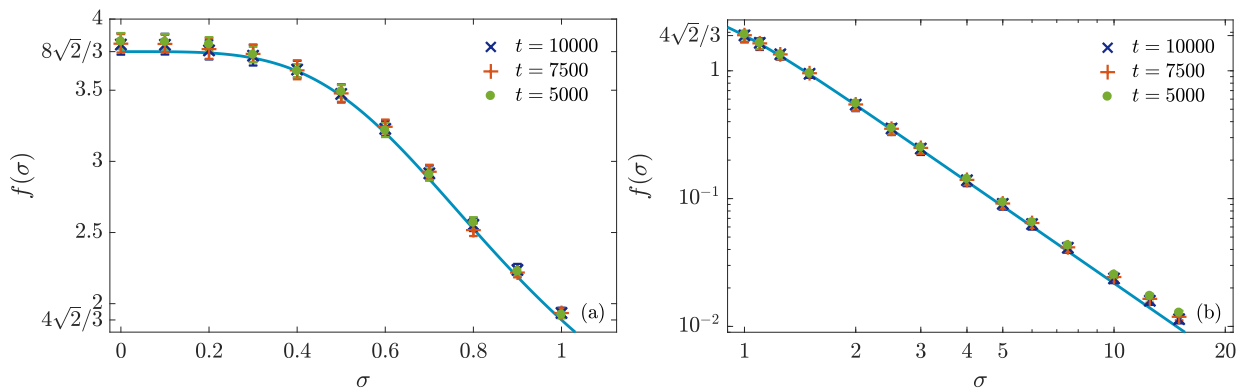 4
8√2/3
3.5
3
2.5
2
4√2/3
f(σ)
t = 10000
t = 7500
t = 5000
(a)
0 0.2 0.4 0.6 0.8 1
σ
4√2/3
1
10⁻¹
10⁻²
f(σ)
t = 10000
t = 7500
t = 5000
(b)
1 2 3 4 5 10 20
σ